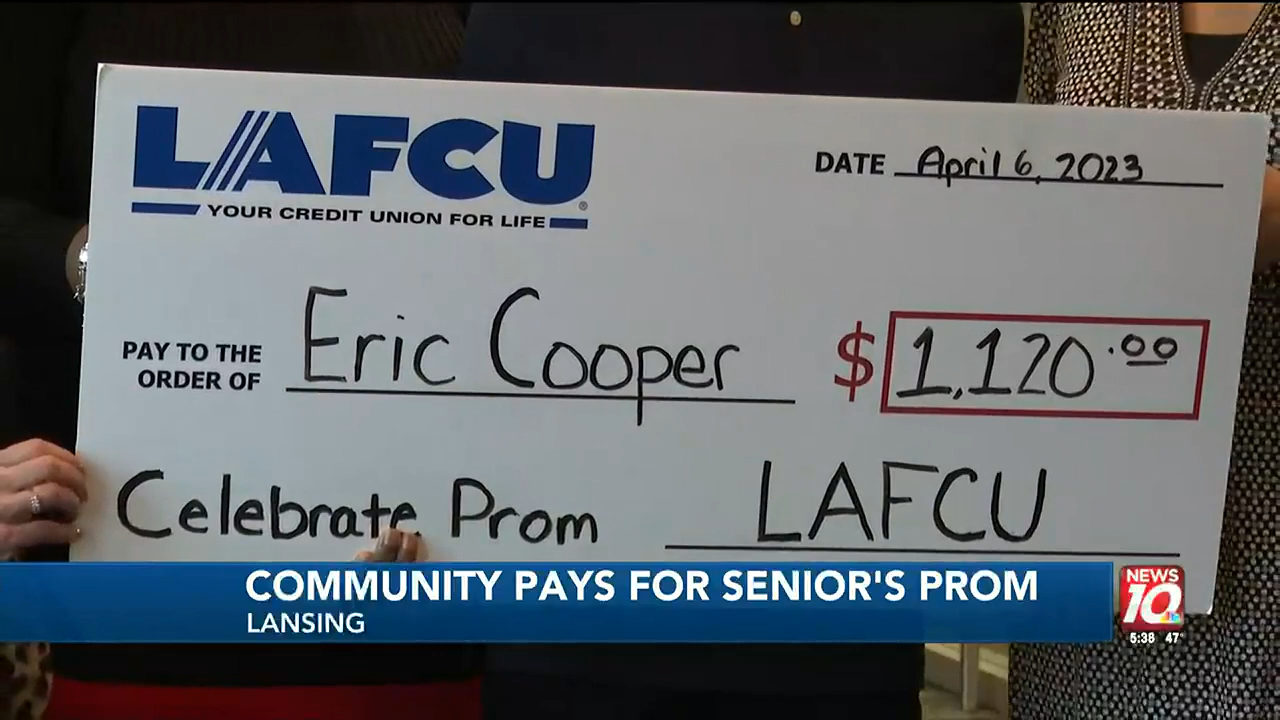 LAFCU®
YOUR CREDIT UNION FOR LIFE
DATE April 6, 2023
PAY TO THE
ORDER OF Eric Cooper $ 1,120.00
Celebrate Prom LAFCU
COMMUNITY PAYS FOR SENIOR'S PROM
LANSING
NEWS
10
5:38 47°